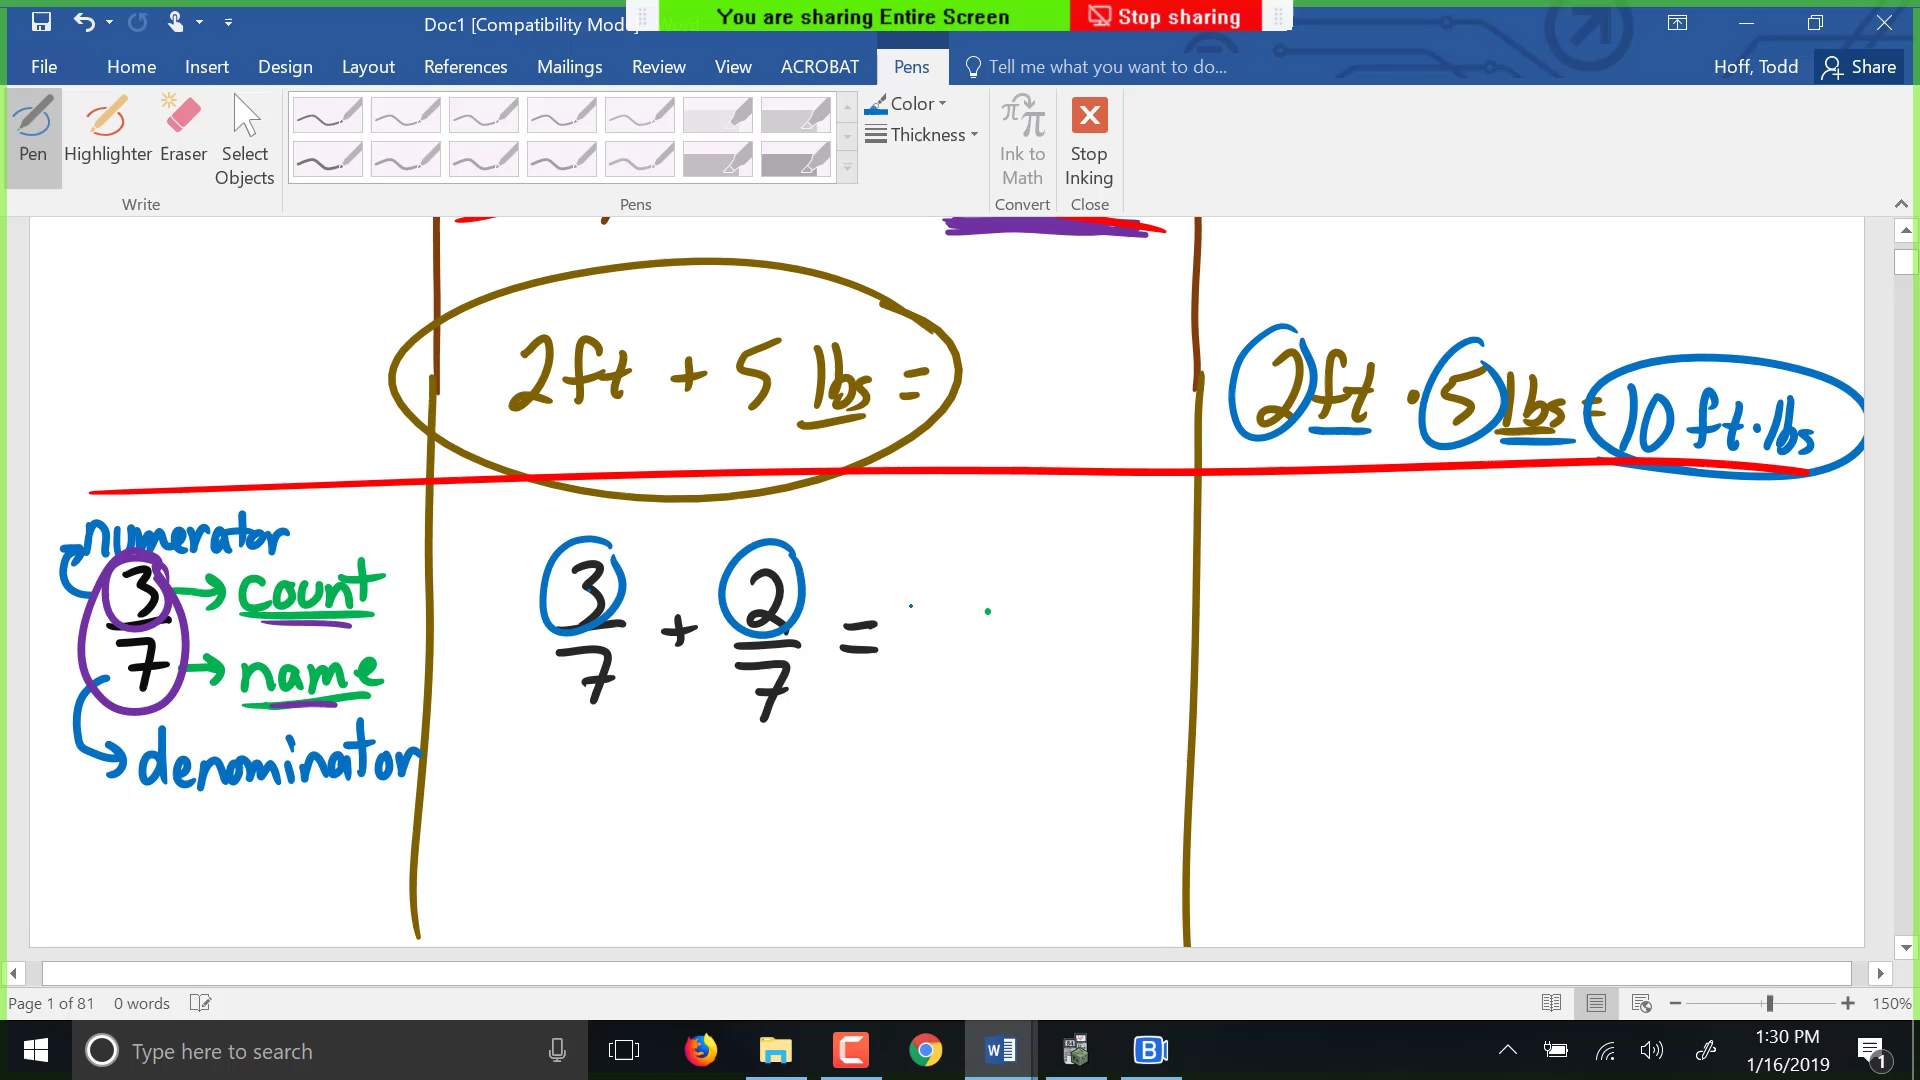 You are sharing Entire Screen
Stop sharing
Doc1 [Compatibility Mod
File Home Insert Design Layout References Mailings Review View ACROBAT Pens Tell me what you want to do...
Hoff, Todd Share
Pen Highlighter Eraser Select Objects
Color
Thickness
Ink to Math
Stop Inking
Write Pens Convert Close
2ft + 5 lbs =
2ft · 5 lbs = 10 ft·lbs
numerator
3 → count
7 → name
denominator
3/7 + 2/7 =
Page 1 of 81 0 words
150%
Type here to search
1:30 PM
1/16/2019
1